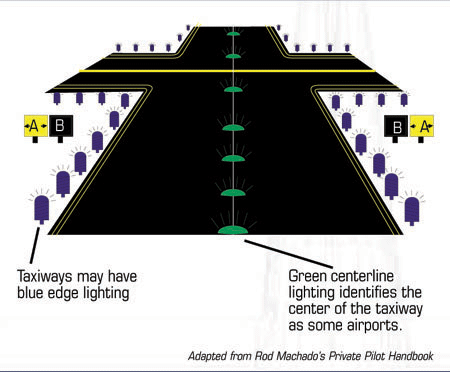 A B
B A
Taxiways may have
blue edge lighting
Green centerline
lighting identifies the
center of the taxiway
as some airports.
Adapted from Rod Machado's Private Pilot Handbook